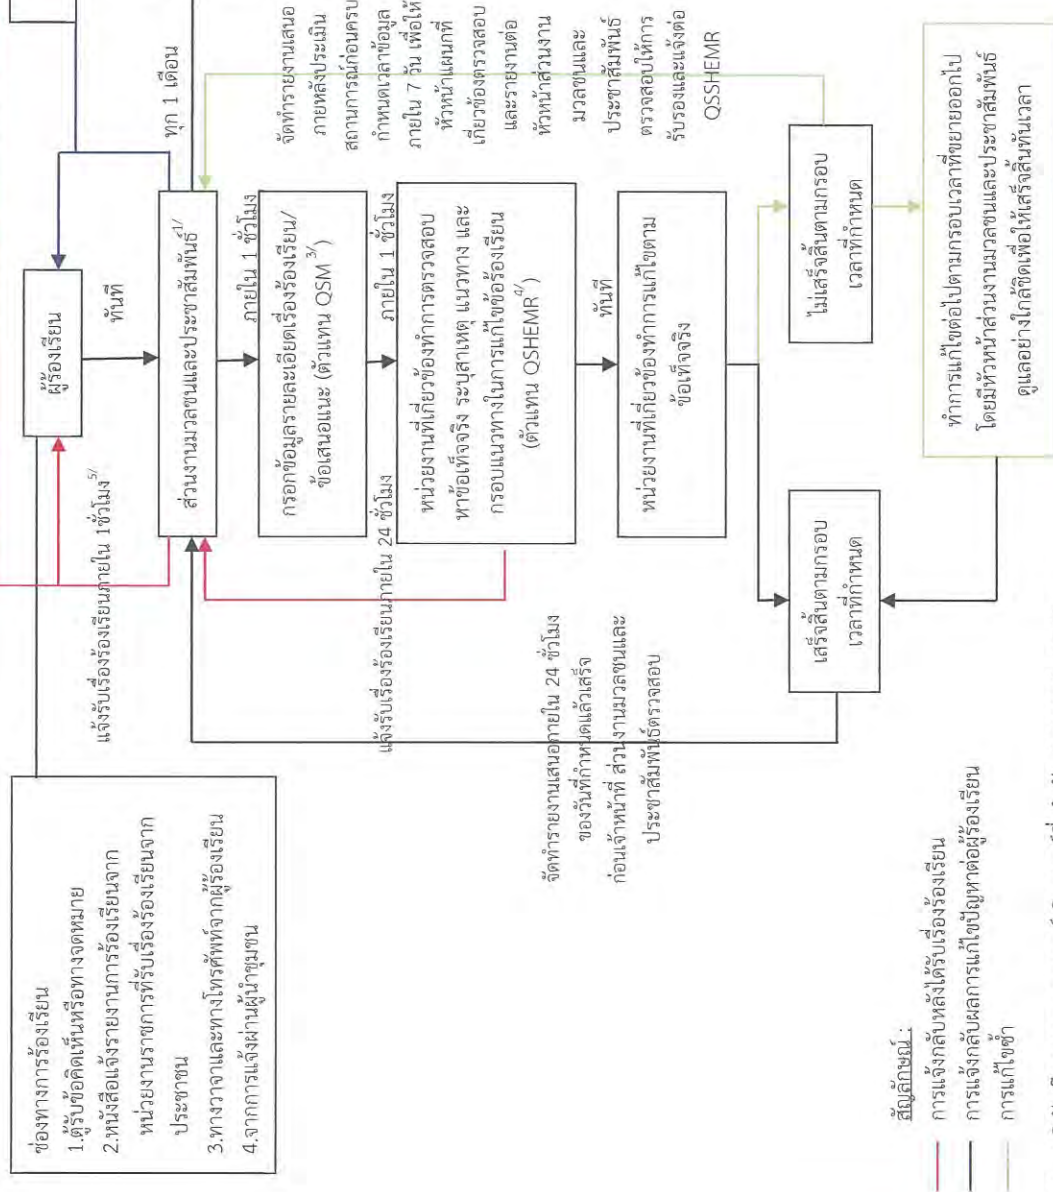 ช่องทางการร้องเรียน
1.ตู้รับข้อคิดเห็นหรือทางจดหมาย
2.หนังสือแจ้งรายงานการร้องเรียนจาก
หน่วยงานราชการที่รับเรื่องร้องเรียนจาก
ประชาชน
3.ทางวาจาและทางโทรศัพท์จากผู้ร้องเรียน
4.จากการแจ้งผ่านผู้นำชุมชน
แจ้งรับเรื่องร้องเรียนภายใน 1ชั่วโมง5/
ผู้ร้องเรียน
ทันที
ทุก 1 เดือน
ส่วนงานมวลชนและประชาสัมพันธ์1/
ภายใน 1 ชั่วโมง
กรอกข้อมูลรายละเอียดเรื่องร้องเรียน/
ข้อเสนอแนะ (ตัวแทน QSM 3/)
ภายใน 1 ชั่วโมง
แจ้งรับเรื่องร้องเรียนภายใน 24 ชั่วโมง
หน่วยงานที่เกี่ยวข้องทำการตรวจสอบ
หาข้อเท็จจริง ระบุสาเหตุ แนวทาง และ
กรอบแนวทางในการแก้ไขข้อร้องเรียน
(ตัวแทน QSHEMR4/)
ทันที
หน่วยงานที่เกี่ยวข้องทำการแก้ไขตาม
ข้อเท็จจริง
จัดทำรายงานเสนอ
ภายหลังประเมิน
สถานการณ์ก่อนครบ
กำหนดเวลาข้อมูล
ภายใน 7 วัน เพื่อให้
หัวหน้าแผนกที่
เกี่ยวข้องตรวจสอบ
และรายงานต่อ
หัวหน้าส่วนงาน
มวลชนและ
ประชาสัมพันธ์
ตรวจสอบให้การ
รับรองและแจ้งต่อ
QSSHEMR
จัดทำรายงานเสนอภายใน 24 ชั่วโมง
ของวันที่กำหนดแล้วเสร็จ
ก่อนเจ้าหน้าที่ ส่วนงานมวลชนและ
ประชาสัมพันธ์ตรวจสอบ
เสร็จสิ้นตามกรอบ
เวลาที่กำหนด
ไม่เสร็จสิ้นตามกรอบ
เวลาที่กำหนด
ทำการแก้ไขต่อไปตามกรอบเวลาที่ขยายออกไป
โดยมีหัวหน้าส่วนงานมวลชนและประชาสัมพันธ์
ดูแลอย่างใกล้ชิดเพื่อให้เสร็จสิ้นทันเวลา
สัญลักษณ์ :
การแจ้งกลับหลังได้รับเรื่องร้องเรียน
การแจ้งกลับผลการแก้ไขปัญหาต่อผู้ร้องเรียน
การแก้ไขซ้ำ